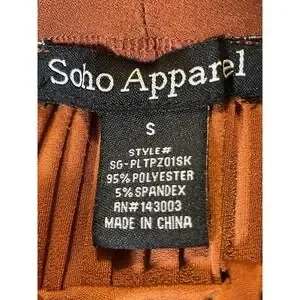 Soho Apparel
S
STYLE#
SG-PLTPZ01SK
95% POLYESTER
5% SPANDEX
RN#143003
MADE IN CHINA